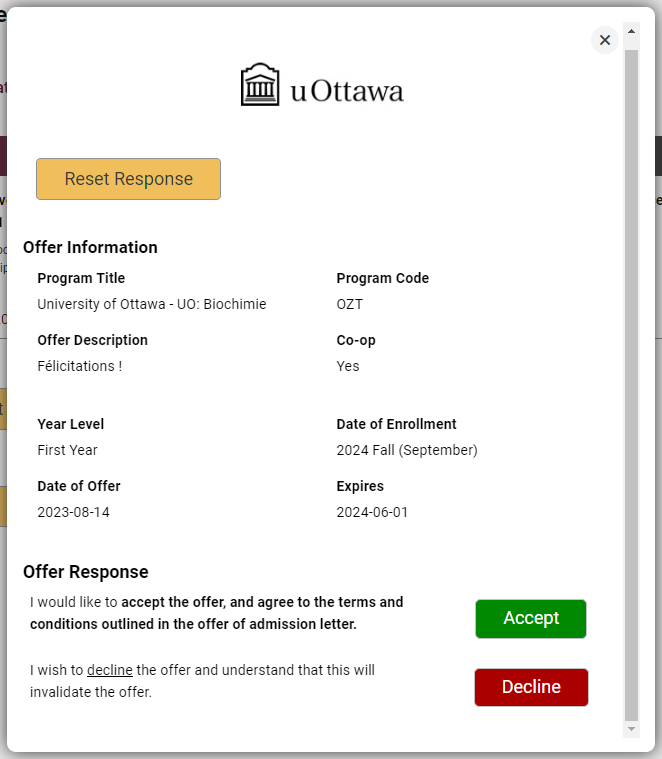 uOttawa
Reset Response
Offer Information
Program Title
Program Code
University of Ottawa - UO: Biochimie
OZT
Offer Description
Co-op
Félicitations !
Yes
Year Level
Date of Enrollment
First Year
2024 Fall (September)
Date of Offer
Expires
2023-08-14
2024-06-01
Offer Response
I would like to accept the offer, and agree to the terms and
conditions outlined in the offer of admission letter.
Accept
I wish to decline the offer and understand that this will
invalidate the offer.
Decline